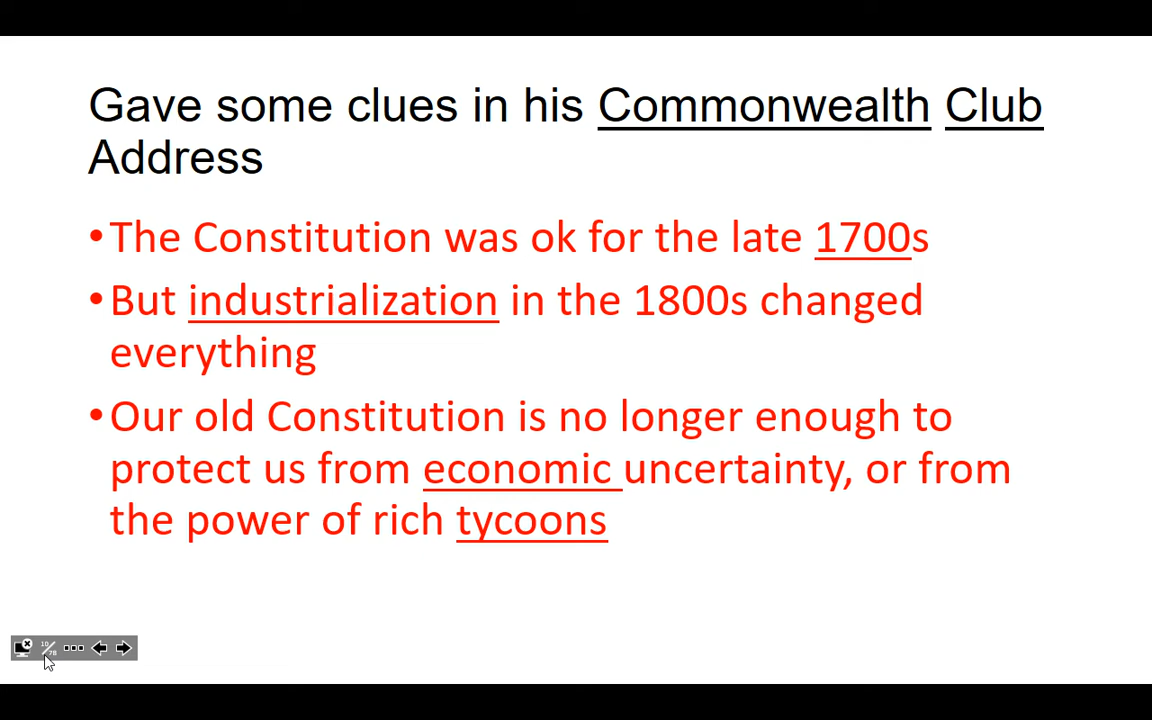 Gave some clues in his Commonwealth Club
Address
•The Constitution was ok for the late 1700s
•But industrialization in the 1800s changed
everything
•Our old Constitution is no longer enough to
protect us from economic uncertainty, or from
the power of rich tycoons
10/78